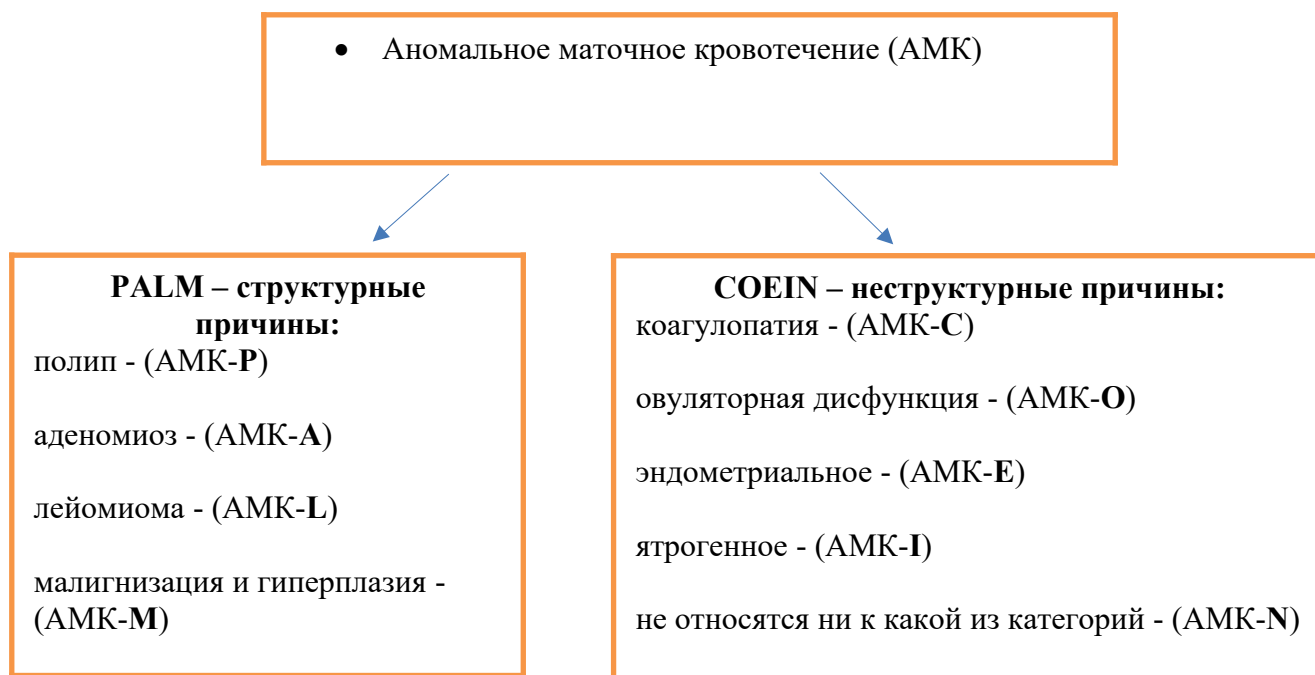 • Аномальное маточное кровотечение (АМК)
PALM – структурные
причины:
полип - (АМК-P)
аденомиоз - (АМК-A)
лейомиома - (АМК-L)
малигнизация и гиперплазия -
(АМК-M)
COEIN – неструктурные причины:
коагулопатия - (АМК-C)
овуляторная дисфункция - (АМК-O)
эндометриальное - (АМК-E)
ятрогенное - (АМК-I)
не относятся ни к какой из категорий - (АМК-N)